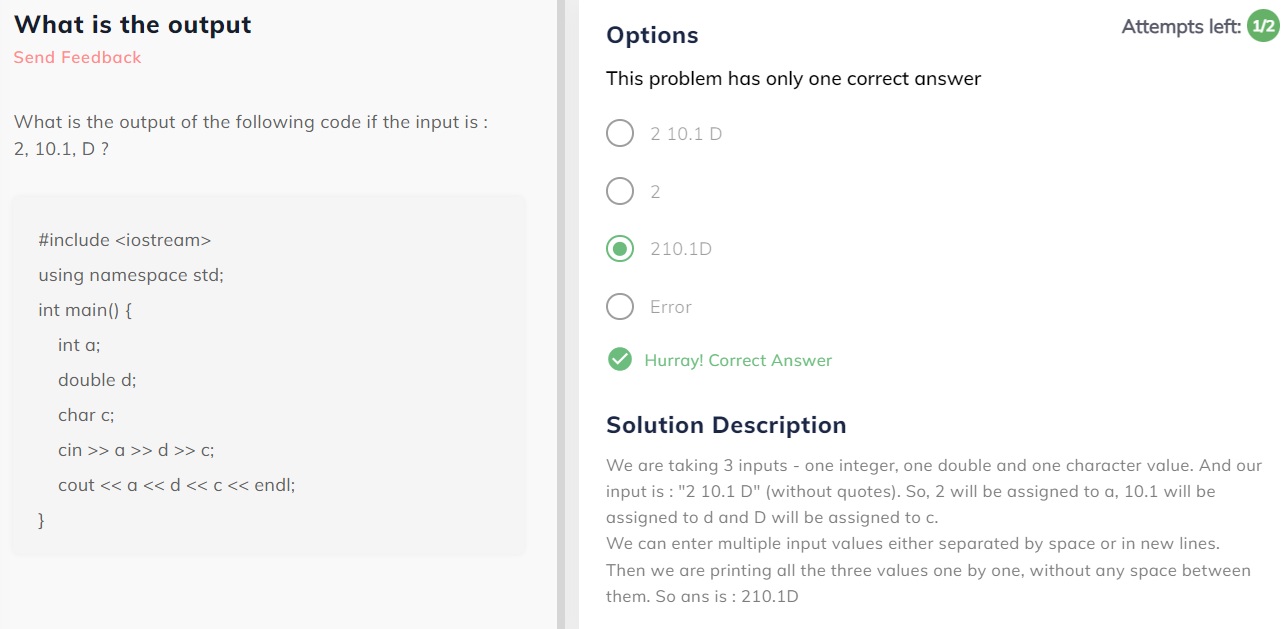 What is the output
Send Feedback
What is the output of the following code if the input is :
2, 10.1, D ?
#include <iostream>
using namespace std;
int main() {
int a;
double d;
char c;
cin >> a >> d >> c;
cout << a << d << c << endl;
}
Attempts left: 1/2
Options
This problem has only one correct answer
2 10.1 D
2
210.1D
Error
Hurray! Correct Answer
Solution Description
We are taking 3 inputs - one integer, one double and one character value. And our
input is : "2 10.1 D" (without quotes). So, 2 will be assigned to a, 10.1 will be
assigned to d and D will be assigned to c.
We can enter multiple input values either separated by space or in new lines.
Then we are printing all the three values one by one, without any space between
them. So ans is : 210.1D